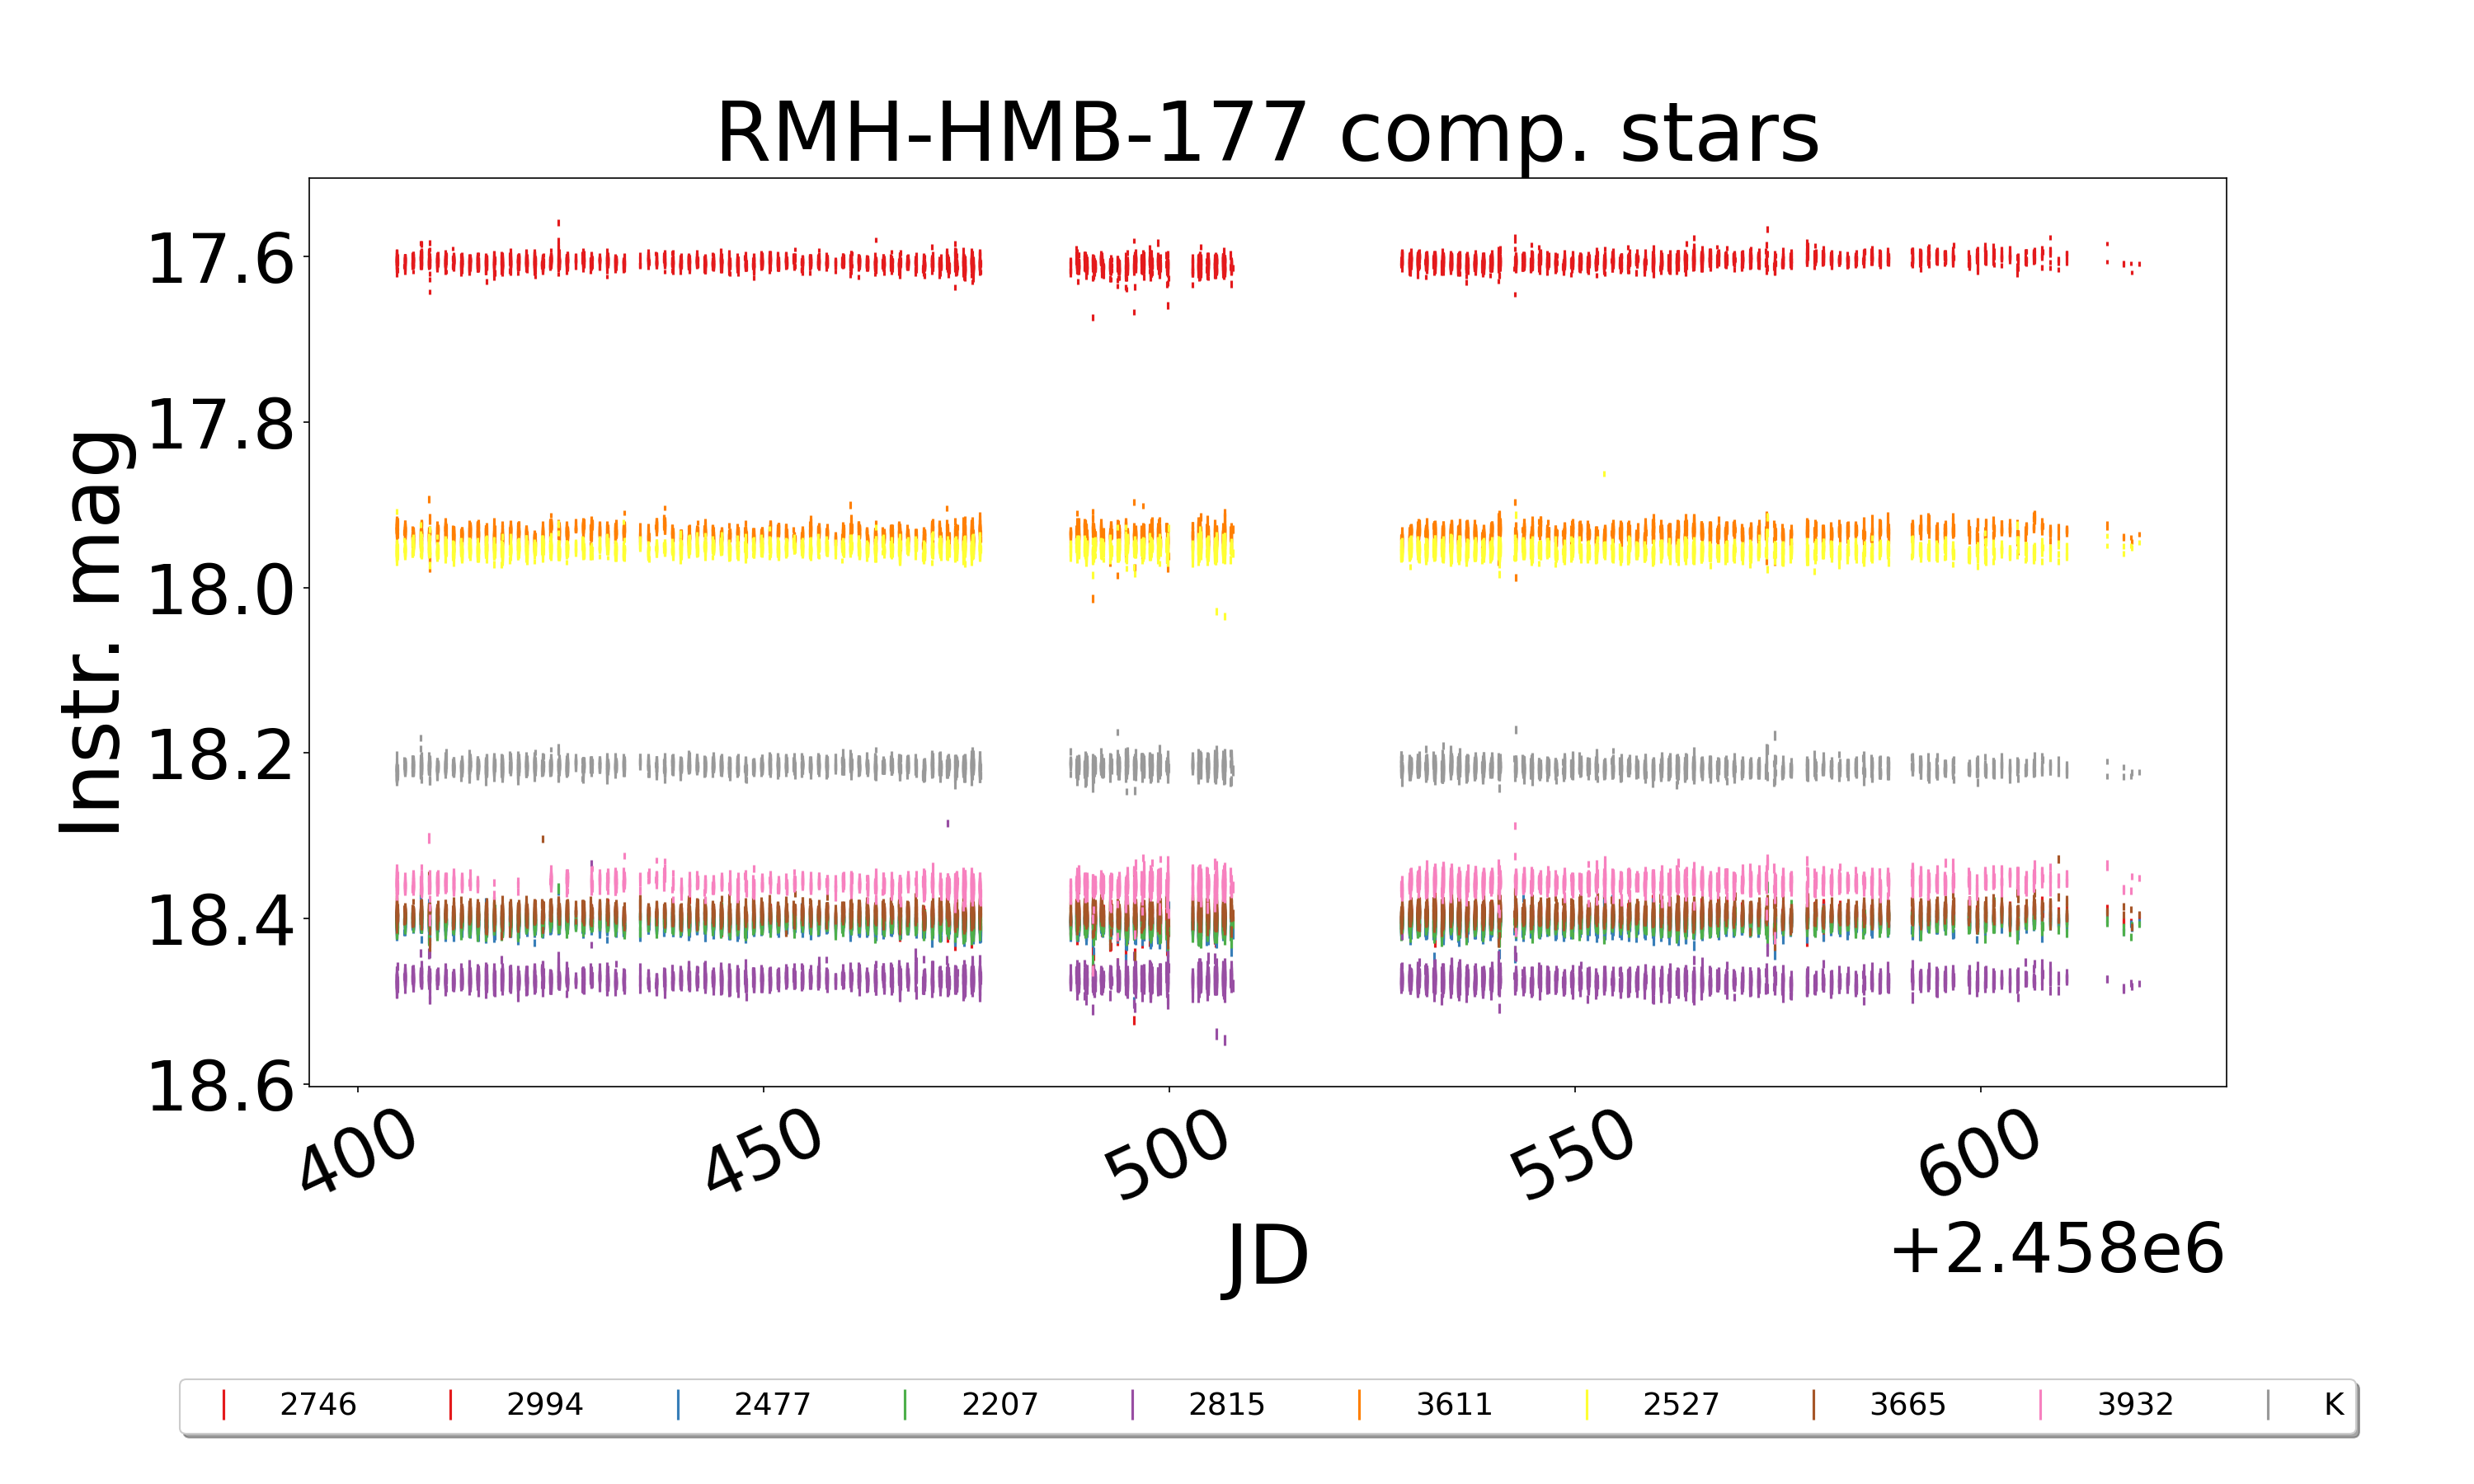 RMH-HMB-177 comp. stars
Instr. mag
17.6
17.8
18.0
18.2
18.4
18.6
400 450 500 550 600
JD
+2.458e6
2746 2994 2477 2207 2815 3611 2527 3665 3932 K